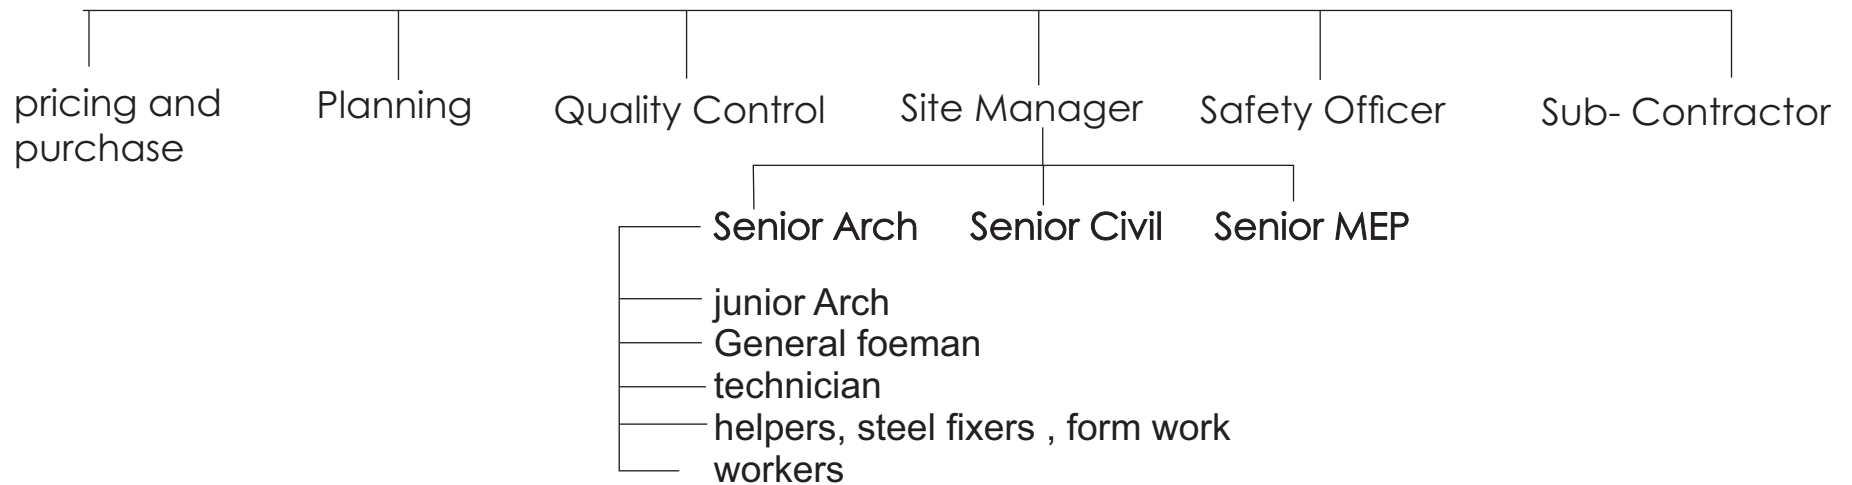 pricing and
purchase
Planning
Quality Control
Site Manager
Safety Officer
Sub- Contractor
Senior Arch
Senior Civil
Senior MEP
junior Arch
General foeman
technician
helpers, steel fixers , form work
workers